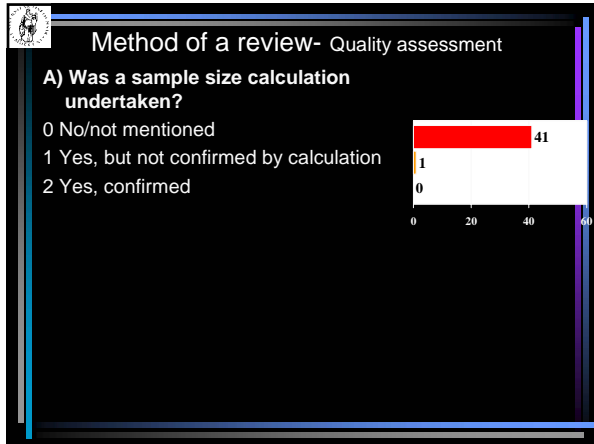 Method of a review- Quality assessment
A) Was a sample size calculation
undertaken?
0 No/not mentioned
1 Yes, but not confirmed by calculation
2 Yes, confirmed
41
1
0
0 20 40 60